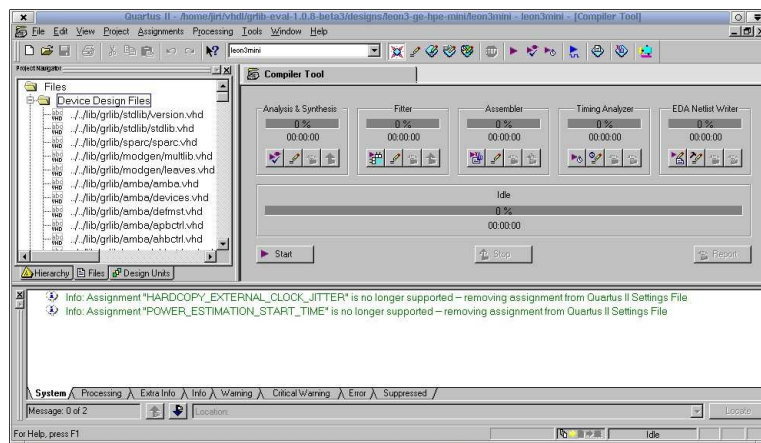 Quartus II - /home/jiri/vhdl/grlib-eval-1.0.8-beta3/designs/leon3-ge-hpe-mini/leon3mini - leon3mini - [Compiler Tool]
File Edit View Project Assignments Processing Tools Window Help
leon3mini
Project Navigator
Compiler Tool
Files
Device Design Files
../../lib/grlib/stdlib/version.vhd
../../lib/grlib/stdlib/stdlib.vhd
../../lib/grlib/sparc/sparc.vhd
../../lib/grlib/modgen/multlib.vhd
../../lib/grlib/modgen/leaves.vhd
../../lib/grlib/amba/amba.vhd
../../lib/grlib/amba/devices.vhd
../../lib/grlib/amba/defmst.vhd
../../lib/grlib/amba/apbctrl.vhd
../../lib/grlib/amba/ahbctrl.vhd
Hierarchy Files Design Units
Analysis & Synthesis Fitter Assembler Timing Analyzer EDA Netlist Writer
0 % 0 % 0 % 0 % 0 %
00:00:00 00:00:00 00:00:00 00:00:00 00:00:00
Idle
0 %
00:00:00
Start Stop Report
Info: Assignment "HARDCOPY_EXTERNAL_CLOCK_JITTER" is no longer supported -- removing assignment from Quartus II Settings File
Info: Assignment "POWER_ESTIMATION_START_TIME" is no longer supported -- removing assignment from Quartus II Settings File
System Processing Extra Info Info Warning Critical Warning Error Suppressed
Message: 0 of 2 Location: Locate
For Help, press F1 Idle